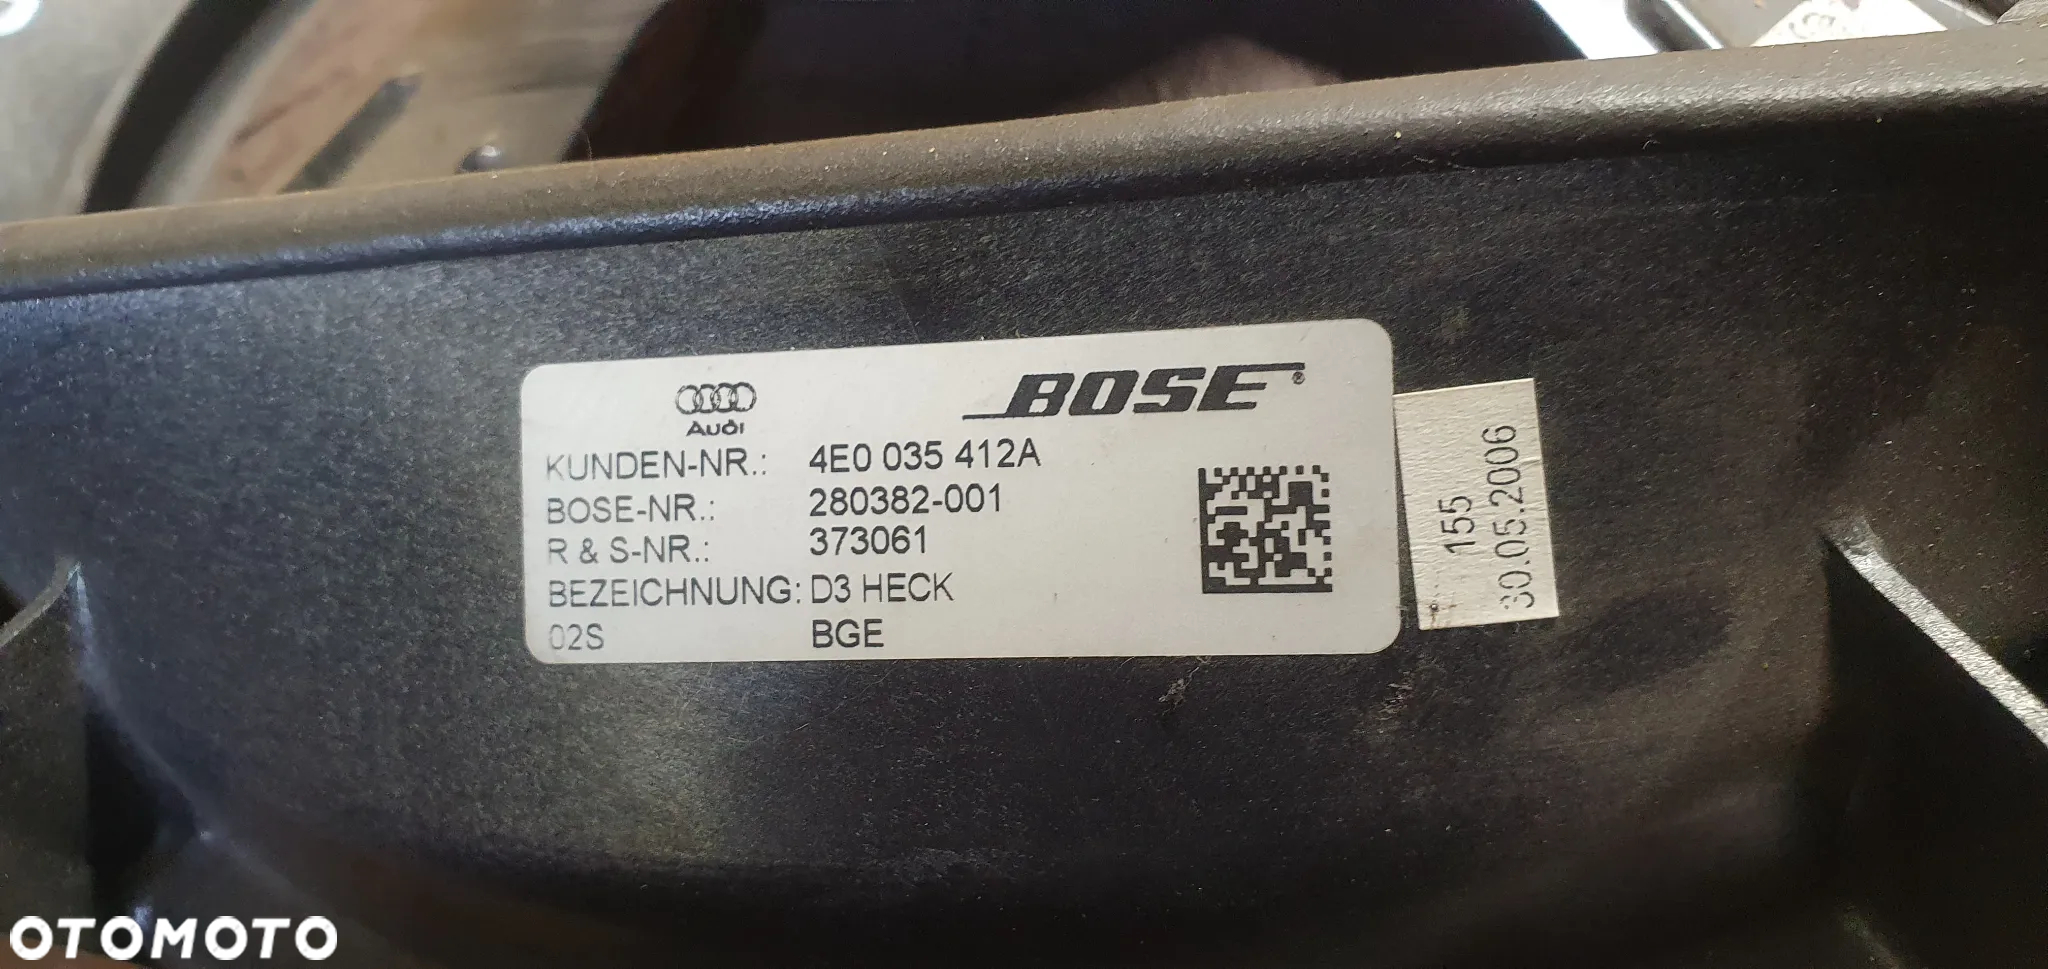 Audi
BOSE®
KUNDEN-NR.: 4E0 035 412A
BOSE-NR.: 280382-001
R & S-NR.: 373061
BEZEICHNUNG: D3 HECK
02S BGE
155
30.05.2006
OTOMOTO